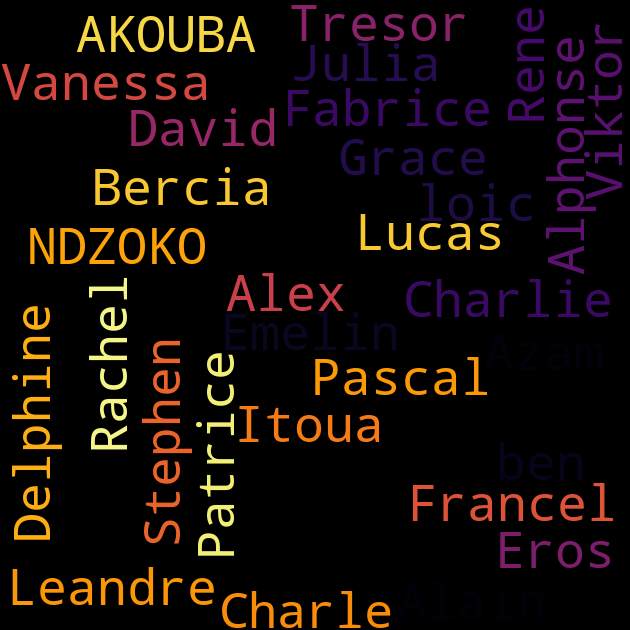 Tresor
AKOUBA
Rene
Julia
Viktor
Vanessa
Alphonse
Fabrice
David
Grace
Bercia
loic
Lucas
NDZOKO
Alex
Charlie
Rachel
Delphine
Emelin
Azam
Stephen
Patrice
Pascal
Itoua
ben
Francel
Eros
Leandre
Charle
Alain